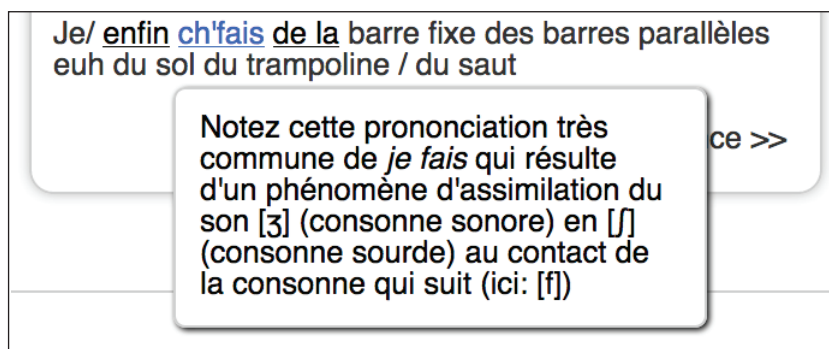 Je/ enfin ch'fais de la barre fixe des barres parallèles
euh du sol du trampoline / du saut
Notez cette prononciation très
commune de je fais qui résulte
d'un phénomène d'assimilation du
son [ʒ] (consonne sonore) en [ʃ]
(consonne sourde) au contact de
la consonne qui suit (ici: [f])
ce >>